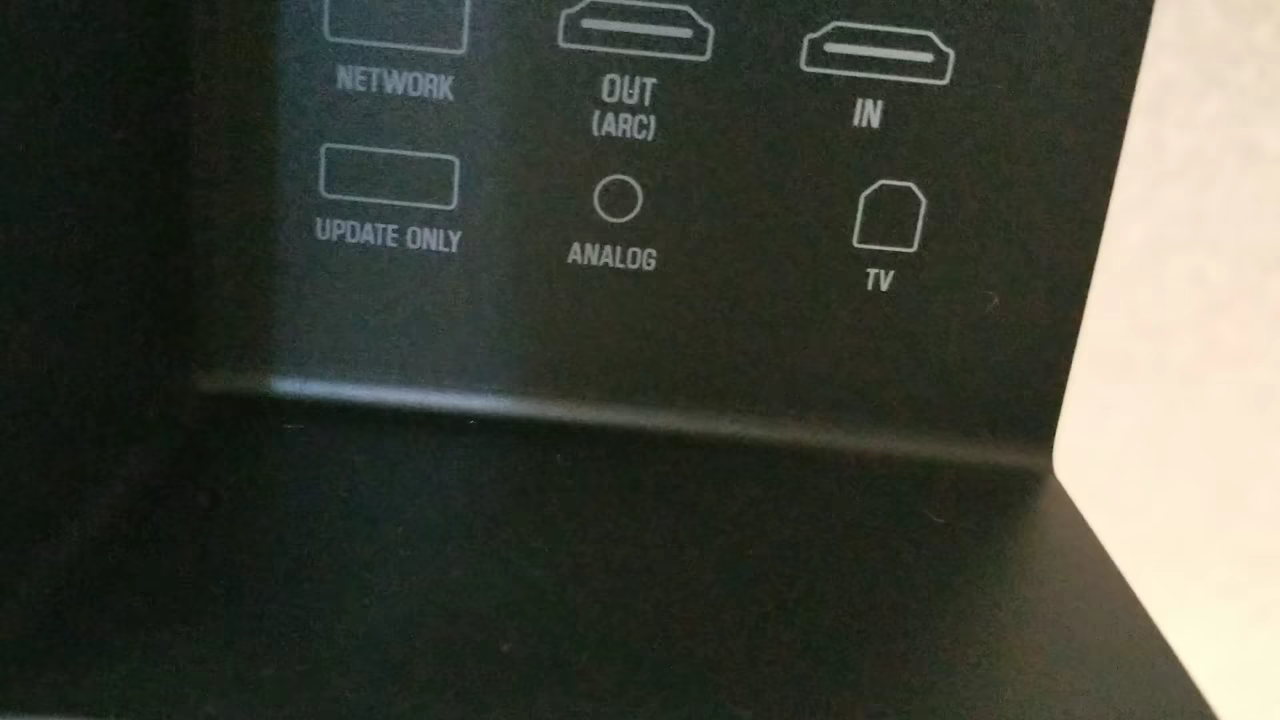 NETWORK
OUT
(ARC)
IN
UPDATE ONLY
ANALOG
TV